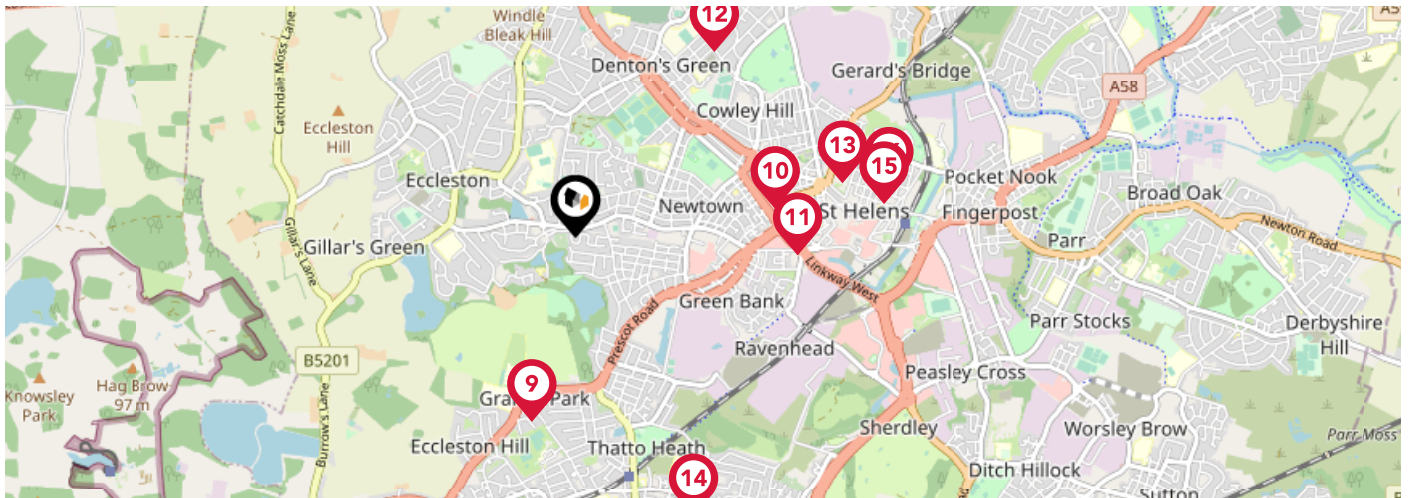 Windle
Bleak Hill
12
A5
Denton's Green
Gerard's Bridge
Catchdale Moss Lane
A58
Cowley Hill
Eccleston
Hill
13
15
10
Eccleston
Pocket Nook
Broad Oak
Newtown
11
St Helens
Fingerpost
Newton Road
Gillar's Lane
Gillar's Green
Parr
Linkway West
Green Bank
Prescot Road
Parr Stocks
Derbyshire
Hill
Ravenhead
B5201
Peasley Cross
Hag Brow
97 m
Knowsley
Park
9
Park
Burrow's Lane
Eccleston Hill
Thatto Heath
Sherdley
Worsley Brow
Parr Moss
14
Ditch Hillock
Sutton